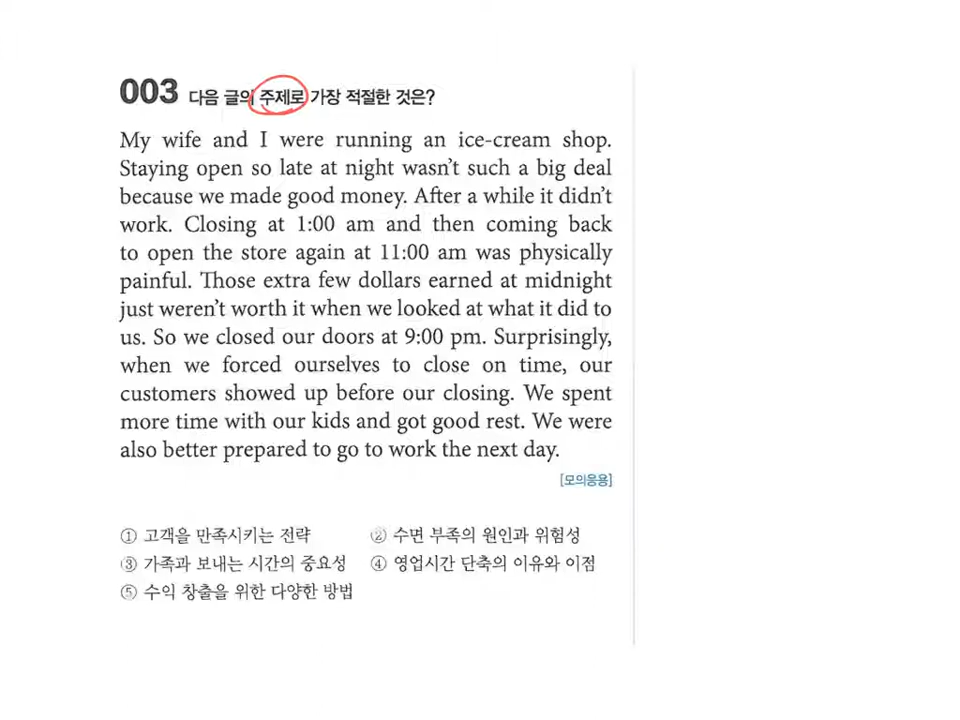 003 다음 글의 주제로 가장 적절한 것은?
My wife and I were running an ice-cream shop.
Staying open so late at night wasn't such a big deal
because we made good money. After a while it didn't
work. Closing at 1:00 am and then coming back
to open the store again at 11:00 am was physically
painful. Those extra few dollars earned at midnight
just weren't worth it when we looked at what it did to
us. So we closed our doors at 9:00 pm. Surprisingly,
when we forced ourselves to close on time, our
customers showed up before our closing. We spent
more time with our kids and got good rest. We were
also better prepared to go to work the next day.
[모의응용]
① 고객을 만족시키는 전략 ② 수면 부족의 원인과 위험성
③ 가족과 보내는 시간의 중요성 ④ 영업시간 단축의 이유와 이점
⑤ 수익 창출을 위한 다양한 방법